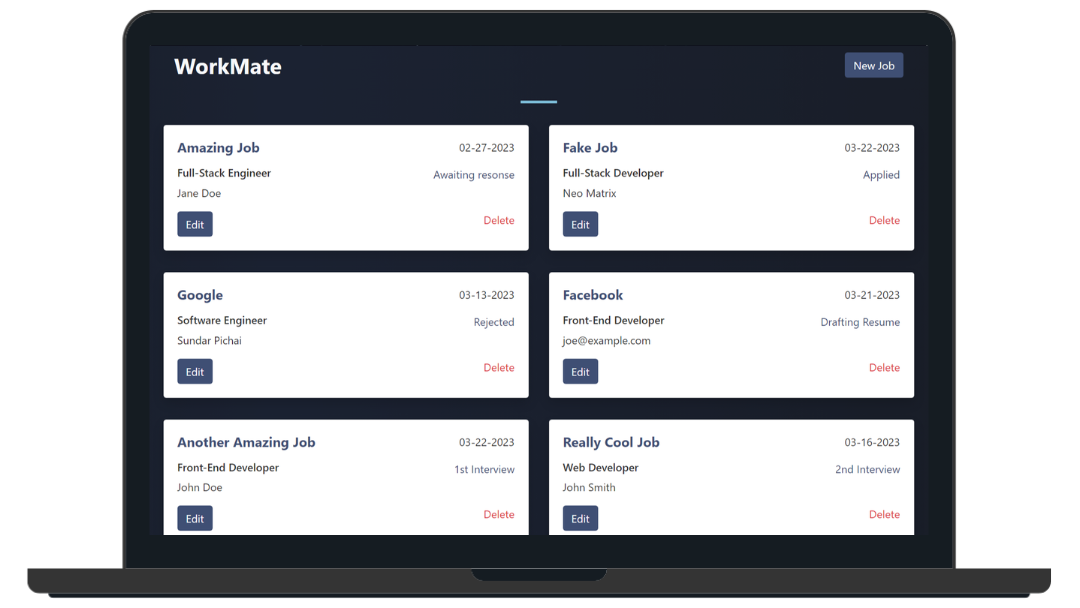 WorkMate
New Job
Amazing Job 02-27-2023
Full-Stack Engineer Awaiting resonse
Jane Doe
Edit Delete
Fake Job 03-22-2023
Full-Stack Developer Applied
Neo Matrix
Edit Delete
Google 03-13-2023
Software Engineer Rejected
Sundar Pichai
Edit Delete
Facebook 03-21-2023
Front-End Developer Drafting Resume
joe@example.com
Edit Delete
Another Amazing Job 03-22-2023
Front-End Developer 1st Interview
John Doe
Edit Delete
Really Cool Job 03-16-2023
Web Developer 2nd Interview
John Smith
Edit Delete